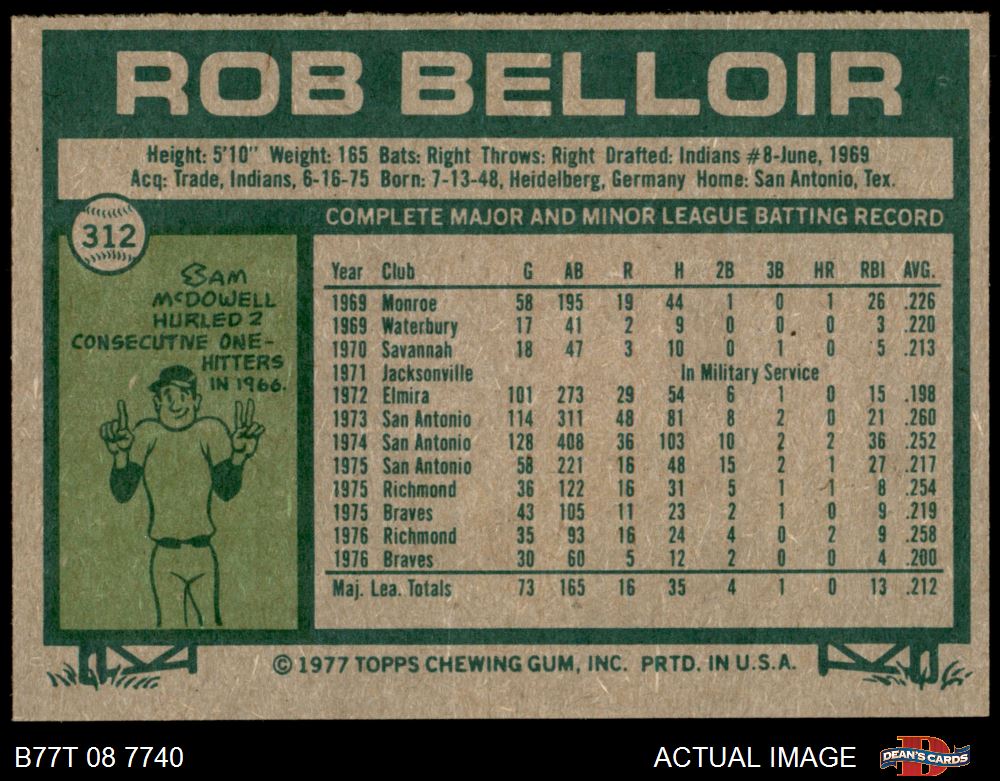 ROB BELLOIR
Height: 5'10" Weight: 165 Bats: Right Throws: Right Drafted: Indians #8-June, 1969
Acq: Trade, Indians, 6-16-75 Born: 7-13-48, Heidelberg, Germany Home: San Antonio, Tex.
312
COMPLETE MAJOR AND MINOR LEAGUE BATTING RECORD
SAM
McDOWELL
HURLED 2
CONSECUTIVE ONE-
HITTERS
IN 1966.
Year Club G AB R H 2B 3B HR RBI AVG.
1969 Monroe 58 195 19 44 1 0 1 26 .226
1969 Waterbury 17 41 2 9 0 0 0 3 .220
1970 Savannah 18 47 3 10 0 1 0 5 .213
1971 Jacksonville In Military Service
1972 Elmira 101 273 29 54 6 1 0 15 .198
1973 San Antonio 114 311 48 81 8 2 0 21 .260
1974 San Antonio 128 408 36 103 10 2 2 36 .252
1975 San Antonio 58 221 16 48 15 2 1 27 .217
1975 Richmond 36 122 16 31 5 1 1 8 .254
1975 Braves 43 105 11 23 2 1 0 9 .219
1976 Richmond 35 93 16 24 4 0 2 9 .258
1976 Braves 30 60 5 12 2 0 0 4 .200
Maj. Lea. Totals 73 165 16 35 4 1 0 13 .212
© 1977 TOPPS CHEWING GUM, INC. PRTD. IN U.S.A.
B77T 08 7740
ACTUAL IMAGE
DEAN'S CARDS